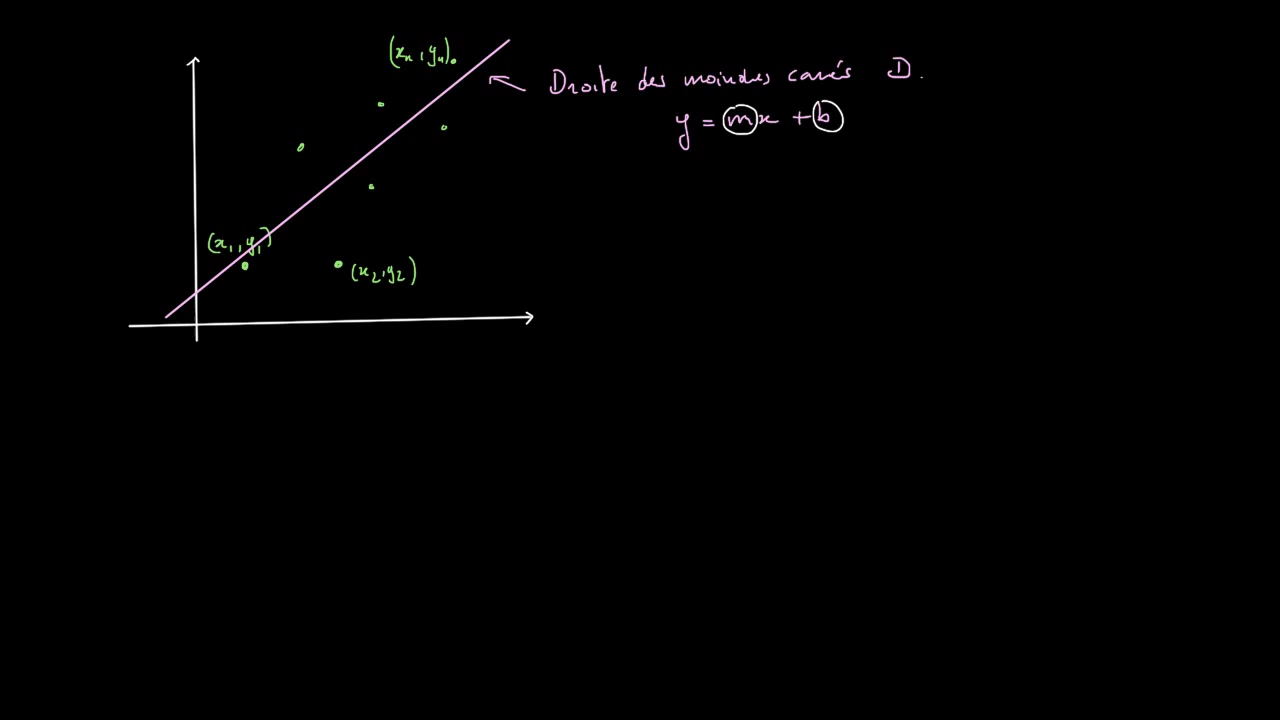 (xₙ, yₙ)
Droite des moindres carrés D.
y = mx + b
(x₁, y₁)
(x₂, y₂)